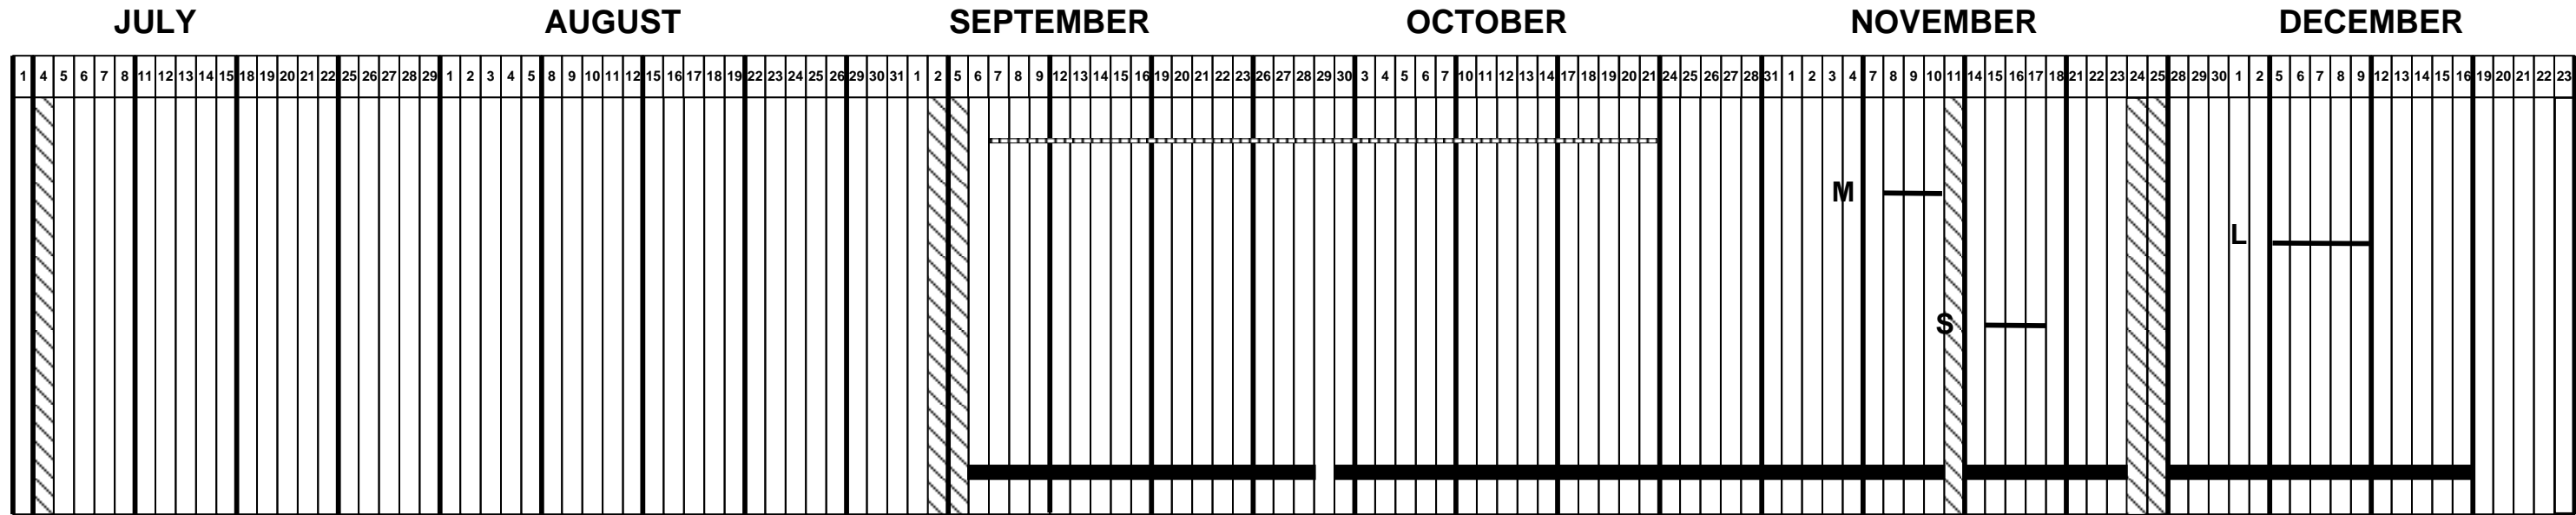 JULY AUGUST SEPTEMBER OCTOBER NOVEMBER DECEMBER
1 4 5 6 7 8 11 12 13 14 15 18 19 20 21 22 25 26 27 28 29 1 2 3 4 5 8 9 10 11 12 15 16 17 18 19 22 23 24 25 26 29 30 31 1 2 5 6 7 8 9 12 13 14 15 16 19 20 21 22 23 26 27 28 29 30 3 4 5 6 7 10 11 12 13 14 17 18 19 20 21 24 25 26 27 28 31 1 2 3 4 7 8 9 10 11 14 15 16 17 18 21 22 23 24 25 28 29 30 1 2 5 6 7 8 9 12 13 14 15 16 19 20 21 22 23
M
L
S